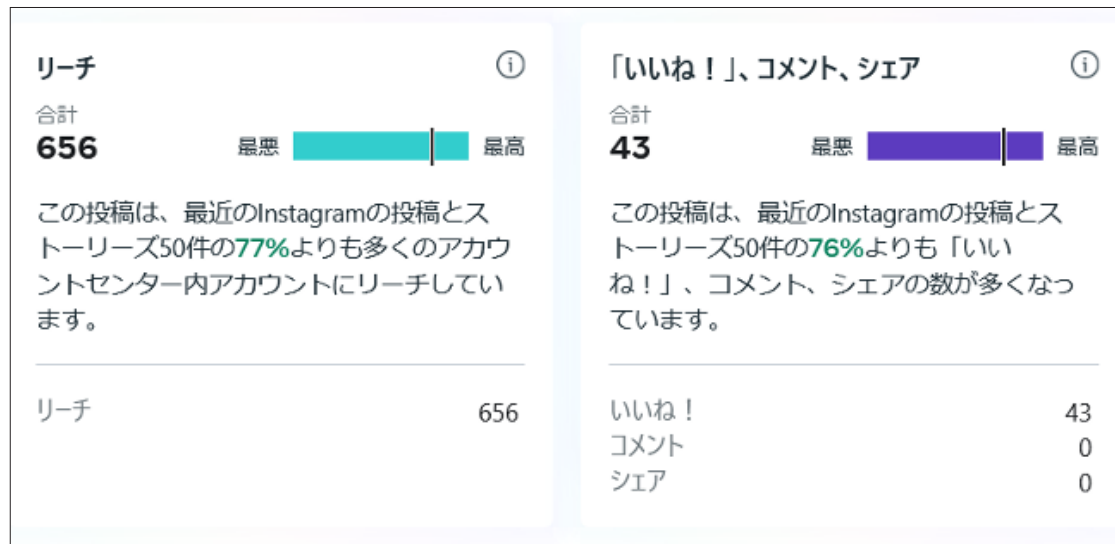 リーチ
合計
656
最悪
最高
この投稿は、最近のInstagramの投稿とス
トーリーズ50件の77%よりも多くのアカウ
ントセンター内アカウントにリーチしてい
ます。
リーチ 656
「いいね！」、コメント、シェア
合計
43
最悪
最高
この投稿は、最近のInstagramの投稿とス
トーリーズ50件の76%よりも「いい
ね！」、コメント、シェアの数が多くなっ
ています。
いいね！ 43
コメント 0
シェア 0